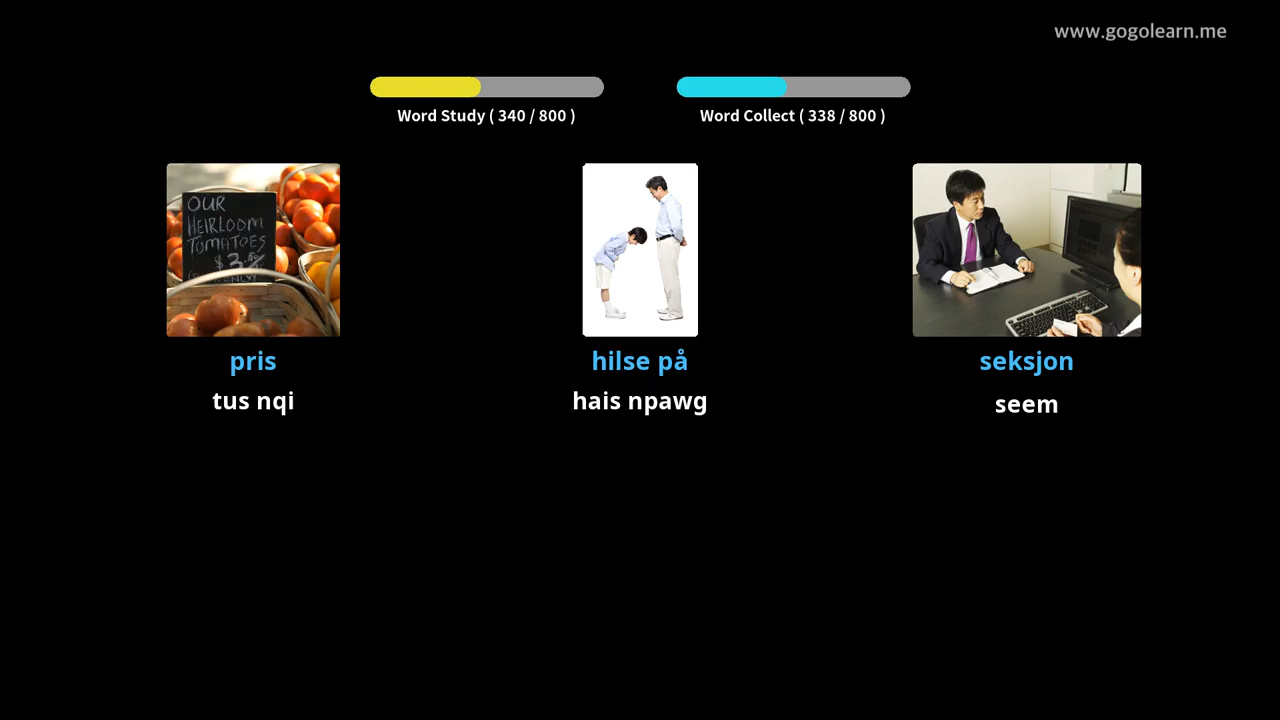 www.gogolearn.me
Word Study ( 340 / 800 )
Word Collect ( 338 / 800 )
OUR
HEIRLOOM
TOMATOES
pris
hilse på
seksjon
tus nqi
hais npawg
seem